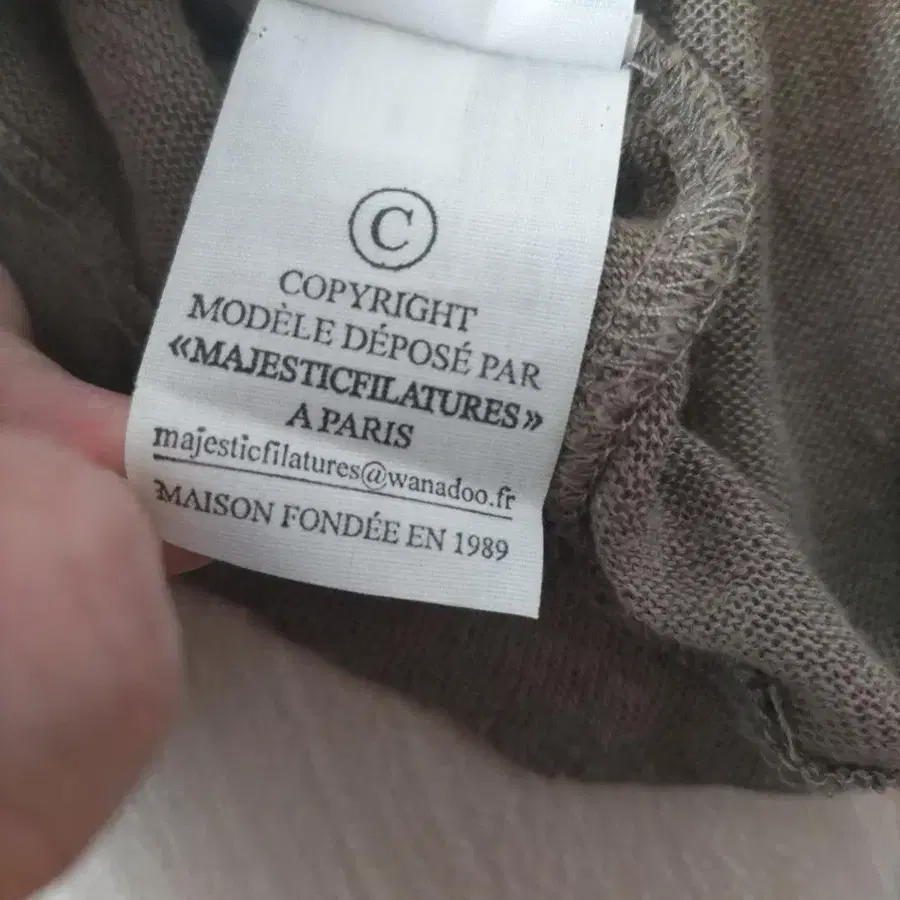 ©
COPYRIGHT
MODÈLE DÉPOSÉ PAR
«MAJESTICFILATURES»
A PARIS
majesticfilatures@wanadoo.fr
MAISON FONDÉE EN 1989